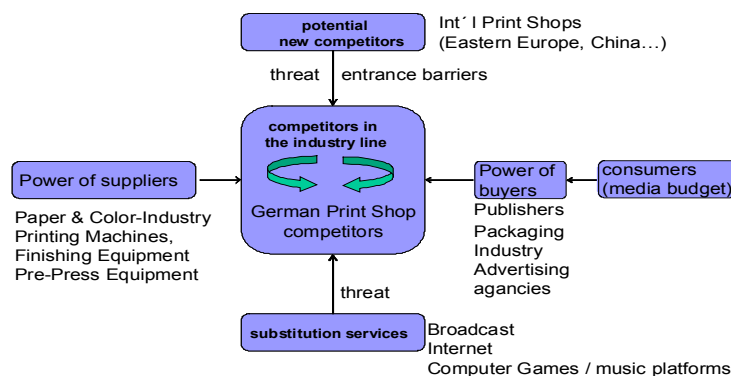 potential
new competitors
Int´ l Print Shops
(Eastern Europe, China…)
threat
entrance barriers
competitors in
the industry line
German Print Shop
competitors
Power of suppliers
Paper & Color-Industry
Printing Machines,
Finishing Equipment
Pre-Press Equipment
Power of
buyers
Publishers
Packaging
Industry
Advertising
agancies
consumers
(media budget)
threat
substitution services
Broadcast
Internet
Computer Games / music platforms